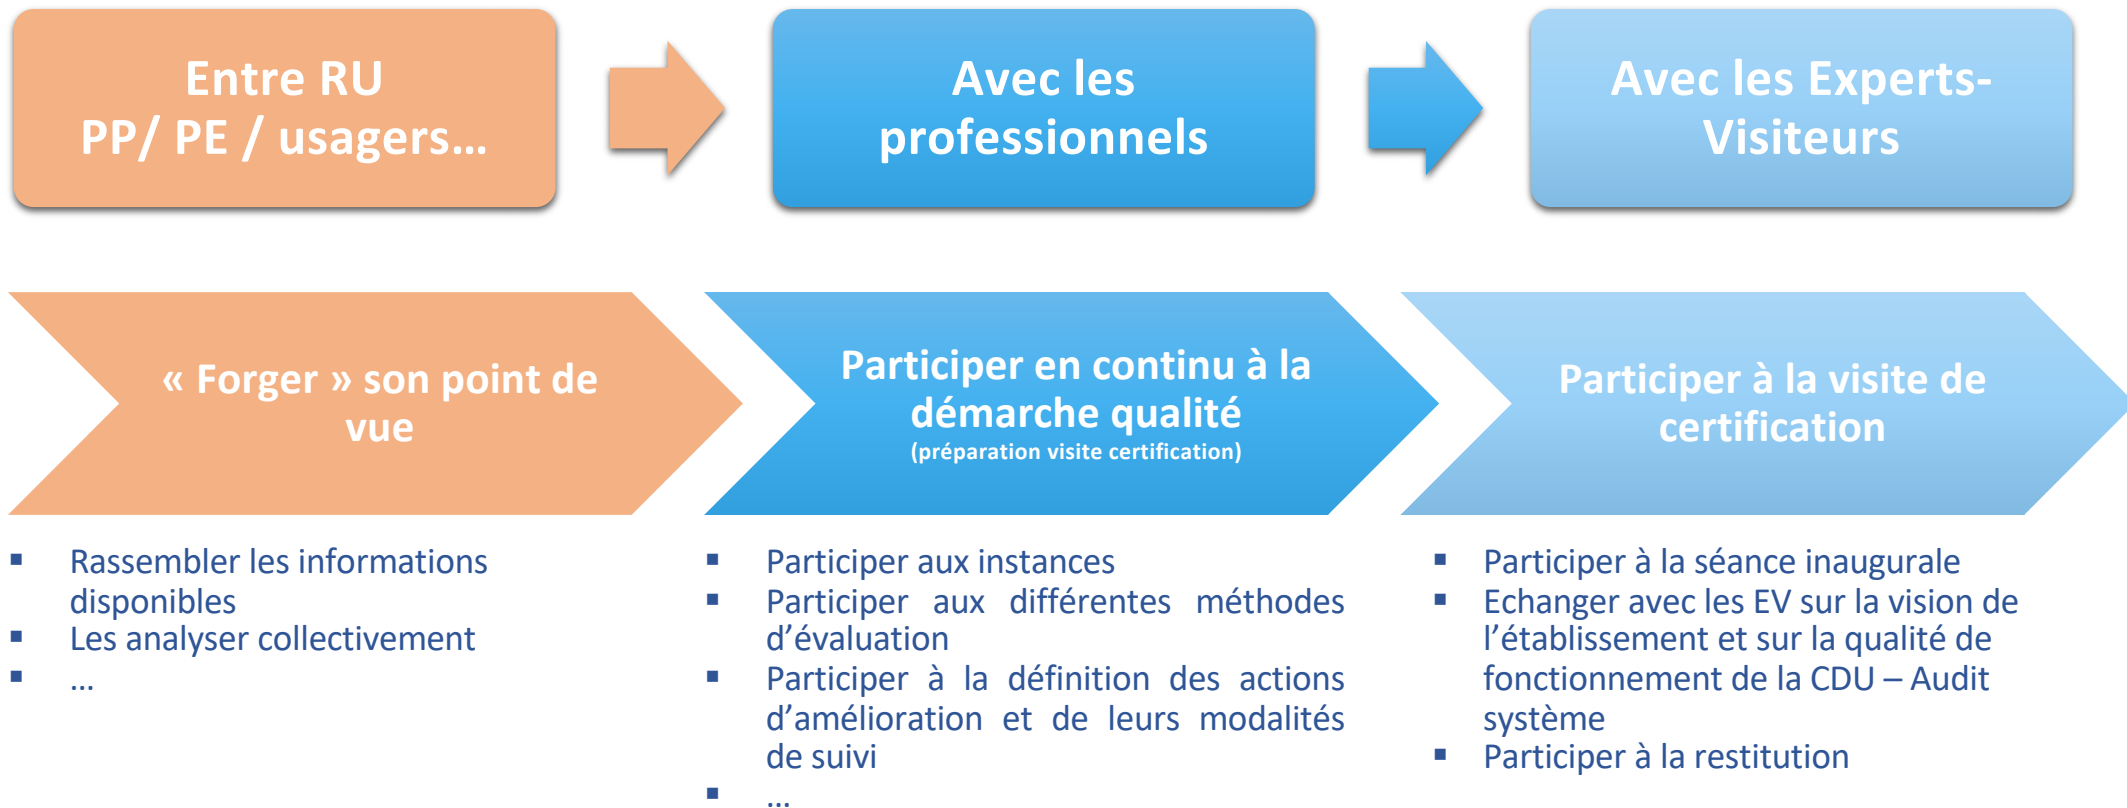 Entre RU
PP/ PE / usagers…
Avec les
professionnels
Avec les Experts-
Visiteurs
« Forger » son point de
vue
Participer en continu à la
démarche qualité
(préparation visite certification)
Participer à la visite de
certification
▪ Rassembler les informations
disponibles
▪ Les analyser collectivement
▪ …
▪ Participer aux instances
▪ Participer aux différentes méthodes
d’évaluation
▪ Participer à la définition des actions
d’amélioration et de leurs modalités
de suivi
▪ …
▪ Participer à la séance inaugurale
▪ Echanger avec les EV sur la vision de
l’établissement et sur la qualité de
fonctionnement de la CDU – Audit
système
▪ Participer à la restitution